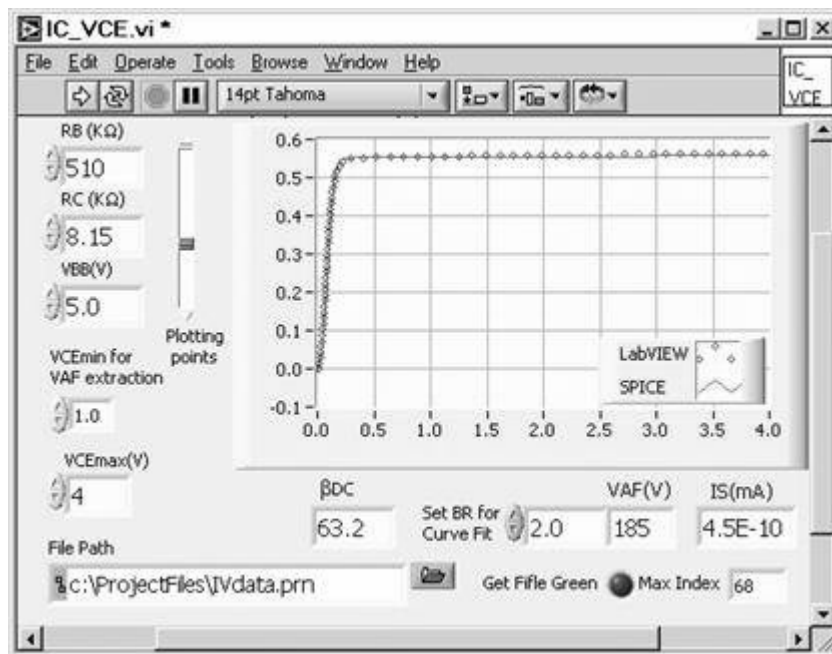 IC_VCE.vi *
File Edit Operate Tools Browse Window Help
IC_
VCE
14pt Tahoma
RB (KΩ)
510
RC (KΩ)
8.15
VBB(V)
5.0
Plotting
points
VCEmin for
VAF extraction
1.0
VCEmax(V)
4
0.6
0.5
0.4
0.3
0.2
0.1
0.0
-0.1
0.0 0.5 1.0 1.5 2.0 2.5 3.0 3.5 4.0
LabVIEW
SPICE
βDC
63.2
Set BR for
Curve Fit
2.0
VAF(V)
185
IS(mA)
4.5E-10
File Path
c:\ProjectFiles\IVdata.prn
Get Fifle Green
Max Index
68